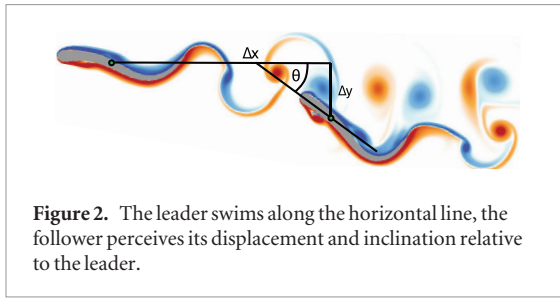 Δx
θ
Δy
Figure 2. The leader swims along the horizontal line, the
follower perceives its displacement and inclination relative
to the leader.